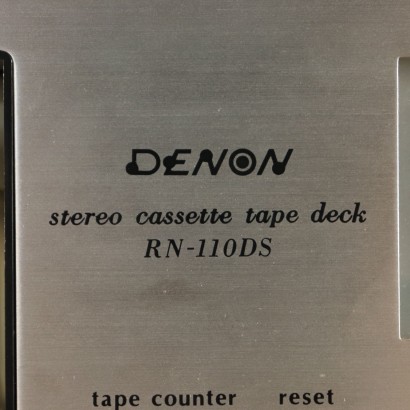 DENON
stereo cassette tape deck
RN-110DS
tape counter reset